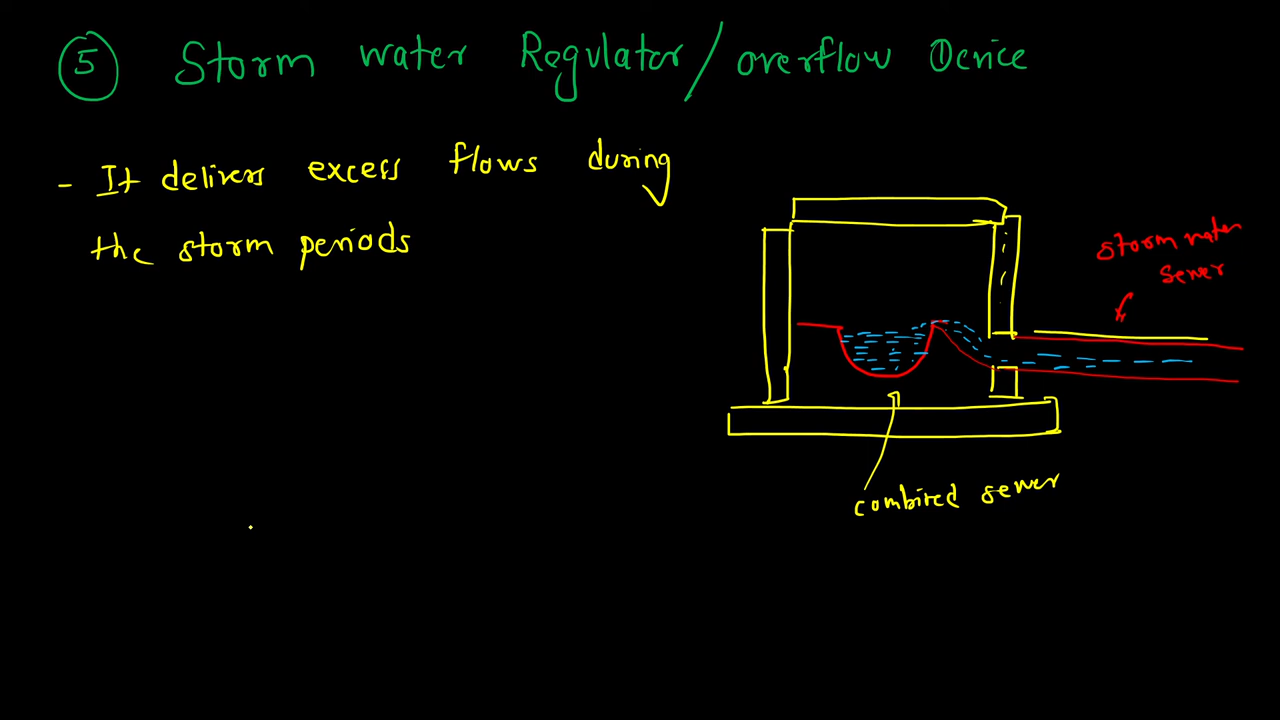 5 Storm water Regulator/overflow Device
- It delivers excess flows during
the storm periods
storm water
sewer
combined sewer